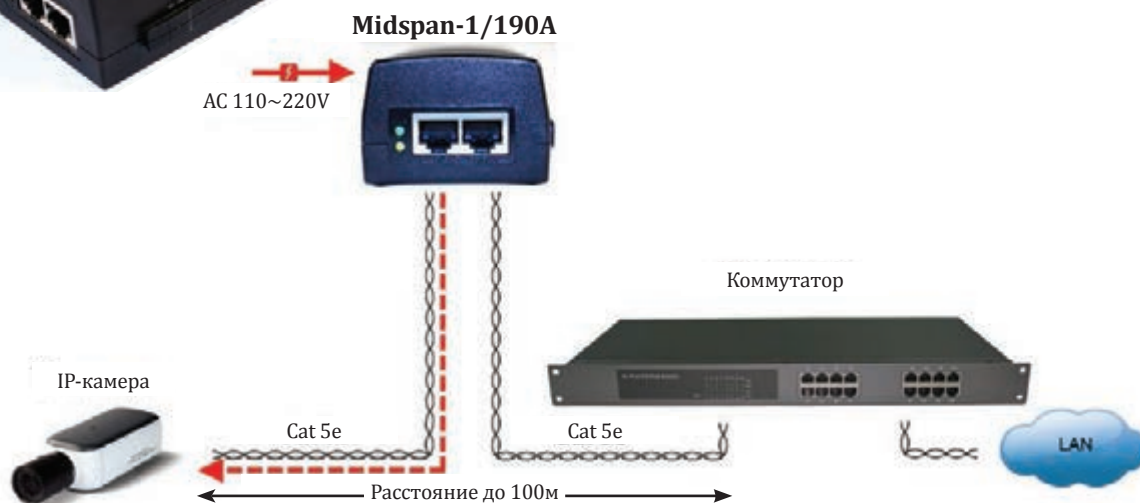 Midspan-1/190A
AC 110~220V
Коммутатор
IP-камера
Cat 5e
Cat 5e
LAN
Расстояние до 100м